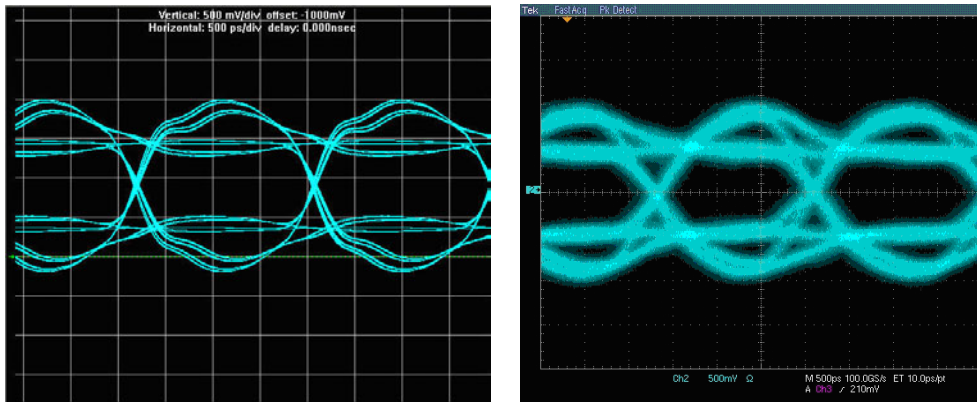 Vertical: 500 mV/div offset: -1000mV
Horizontal: 500 ps/div delay: 0.000nsec
Tek FastAcq Pk Detect
Ch2 500mV Ω M 500ps 100.0GS/s ET 10.0ps/pt
A Ch3 ∕ 210mV